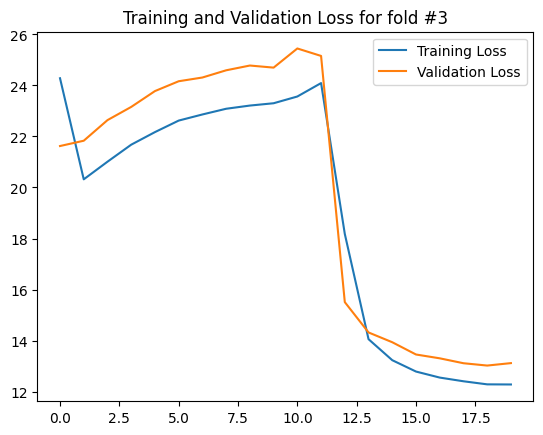 Training and Validation Loss for fold #3
Training Loss
Validation Loss
26
24
22
20
18
16
14
12
0.0 2.5 5.0 7.5 10.0 12.5 15.0 17.5